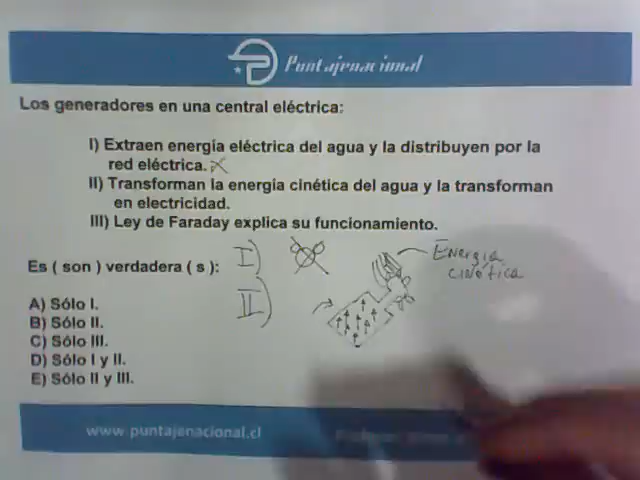 Puntajenacional
Los generadores en una central eléctrica:
I) Extraen energía eléctrica del agua y la distribuyen por la
red eléctrica. X
II) Transforman la energía cinética del agua y la transforman
en electricidad.
III) Ley de Faraday explica su funcionamiento.
Es ( son ) verdadera ( s ):
A) Sólo I.
B) Sólo II.
C) Sólo III.
D) Sólo I y II.
E) Sólo II y III.
I)
II)
Energía
cinética
www.puntajenacional.cl